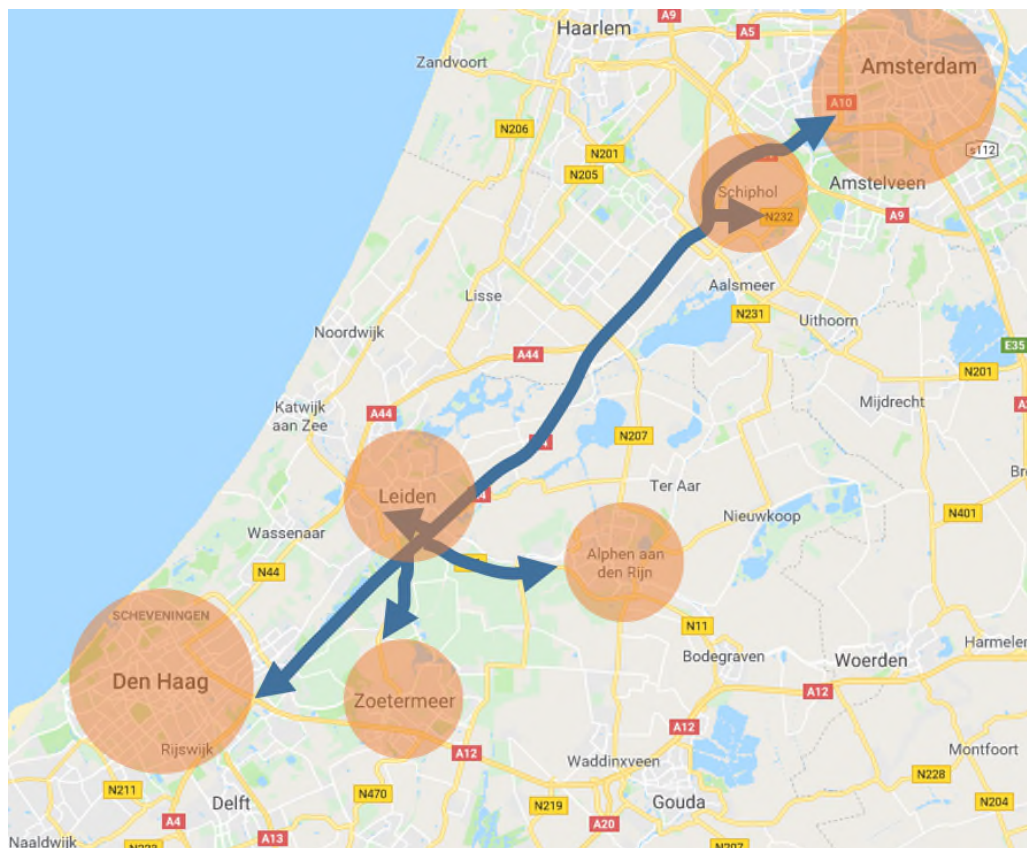 Haarlem
A9
A5
Amsterdam
Zandvoort
A10
N206
s112
N201
N205
Schiphol
Amstelveen
N232
A9
Aalsmeer
Lisse
N231
Uithoorn
Noordwijk
E35
A44
N201
Katwijk
aan Zee
A44
Mijdrecht
N207
Leiden
Ter Aar
Wassenaar
Nieuwkoop
N401
Alphen aan
den Rijn
N44
SCHEVENINGEN
N11
Harmelen
Bodegraven
Woerden
Den Haag
A12
Zoetermeer
A12
Rijswijk
A12
Montfoort
Waddinxveen
N211
N470
N228
Delft
N219
Gouda
N204
A4
A20
A13
Naaldwijk
N207